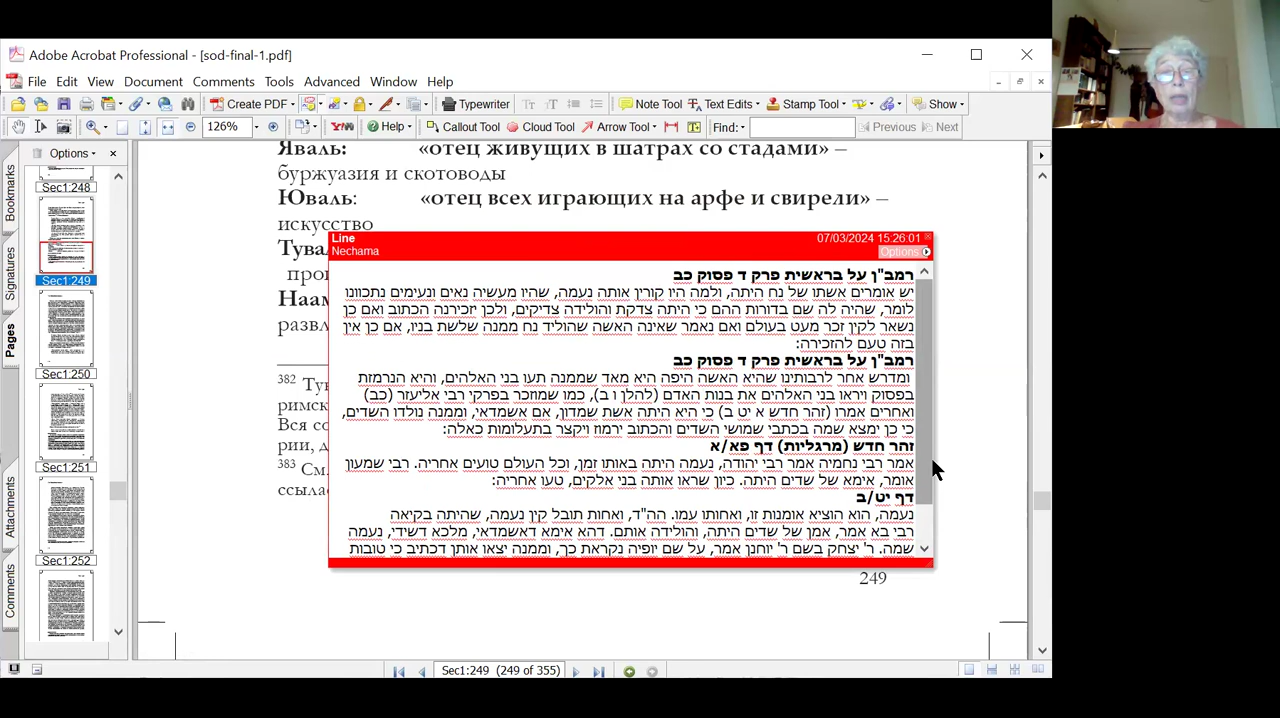 Adobe Acrobat Professional - [sod-final-1.pdf]
File Edit View Document Comments Tools Advanced Window Help
Create PDF Typewriter Note Tool Text Edits Stamp Tool Show
126% Help Callout Tool Cloud Tool Arrow Tool Find: Previous Next
Options
Bookmarks
Signatures
Pages
Attachments
Comments
Sec1:248
Sec1:249
Sec1:250
Sec1:251
Sec1:252
Яваль: «отец живущих в шатрах со стадами» –
буржуазия и скотоводы
Юваль: «отец всех играющих на арфе и свирели» –
искусство
Тувал
про
Наам
развл
382 Тув
римск
Вся со
рии, д
383 См.
ссыла
Line 07/03/2024 15:26:01
Nechama Options
רמב"ן על בראשית פרק ד פסוק כב
יש אומרים אשתו של נח היתה, ולמה היו קורין אותה נעמה, שהיו מעשיה נאים ונעימים נתכוונו
לומר, שהיה לה שם בדורות ההם כי היתה צדקת והולידה צדיקים, ולכן יזכירנה הכתוב ואם כן
נשאר לקין זכר מעט בעולם ואם נאמר שאינה האשה שהוליד נח ממנה שלשת בניו, אם כן אין
בזה טעם להזכירה:
רמב"ן על בראשית פרק ד פסוק כב
ומדרש אחר לרבותינו שהיא האשה היפה היא מאד שממנה תעו בני האלהים, והיא הנרמזת
בפסוק ויראו בני האלהים את בנות האדם (להלן ו ב), כמו שמוזכר בפרקי רבי אליעזר (כב)
ואחרים אמרו (זהר חדש א יט ב) כי היא היתה אשת שמדון, אם אשמדאי, וממנה נולדו השדים,
כי כן ימצא שמה בכתבי שמושי השדים והכתוב ירמוז ויקצר בתעלומות כאלה:
זהר חדש (מרגליות) דף פא/א
אמר רבי נחמיה אמר רבי יהודה, נעמה היתה באותו זמן, וכל העולם טועים אחריה. רבי שמעון
אומר, אימא של שדים היתה. כיון שראו אותה בני אלקים, טעו אחריה:
דף יט/ב
נעמה, הוא הוציא אומנות זו, ואחותו עמו. הה"ד, ואחות תובל קין נעמה, שהיתה בקיאה
רבי בא אמר, אמן של שדים היתה, והולידה אותם. דהא אימא דאשמדאי, מלכא דשידי, נעמה
שמה. ר' יצחק בשם ר' יוחנן אמר, על שם יופיה נקראת כך, וממנה יצאו אותן דכתיב כי טובות
249
Sec1:249 (249 of 355)